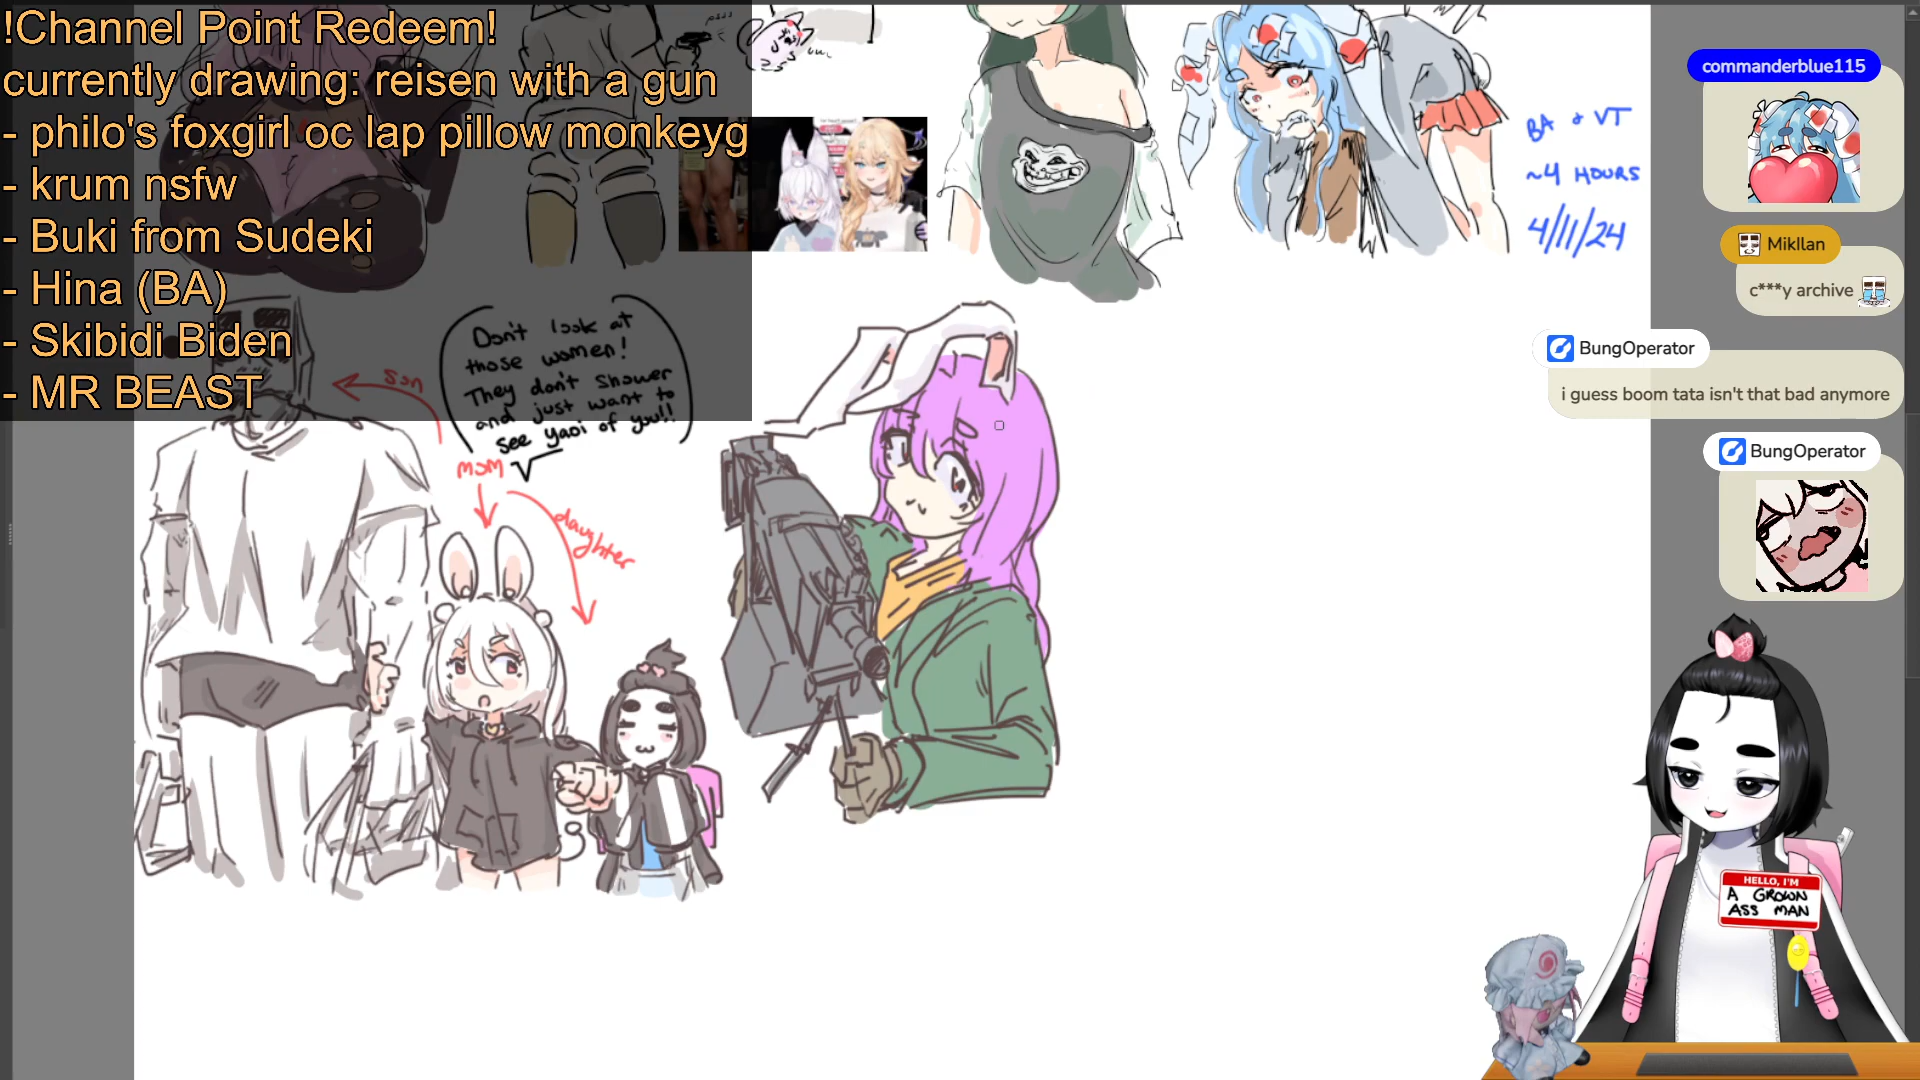 !Channel Point Redeem!
currently drawing: reisen with a gun
- philo's foxgirl oc lap pillow monkeyg
- krum nsfw
- Buki from Sudeki
- Hina (BA)
- Skibidi Biden
- MR BEAST
BA + VT
~4 HOURS
4/11/24
Don't look at
those women!
They don't shower
and just want to
see yaoi of you!!
son
mom
daughter
commanderblue115
Mikllan
c***y archive
BungOperator
i guess boom tata isn't that bad anymore
BungOperator
HELLO, I'M
A GROWN
ASS MAN